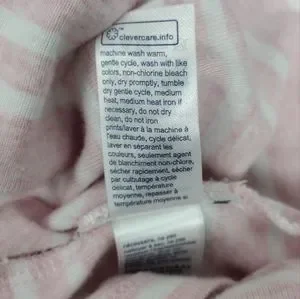 clevercare.info
machine wash warm,
gentle cycle, wash with like
colors, non-chlorine bleach
only, dry promptly, tumble
dry gentle cycle, medium
heat, medium heat iron if
necessary, do not dry
clean, do not iron
prints/laver à la machine à
l'eau chaude, cycle délicat,
laver en séparant les
couleurs, seulement agent
de blanchiment non-chlore,
sécher rapidement, sécher
par culbutage à cycle
délicat, température
moyenne, repasser à
température moyenne si